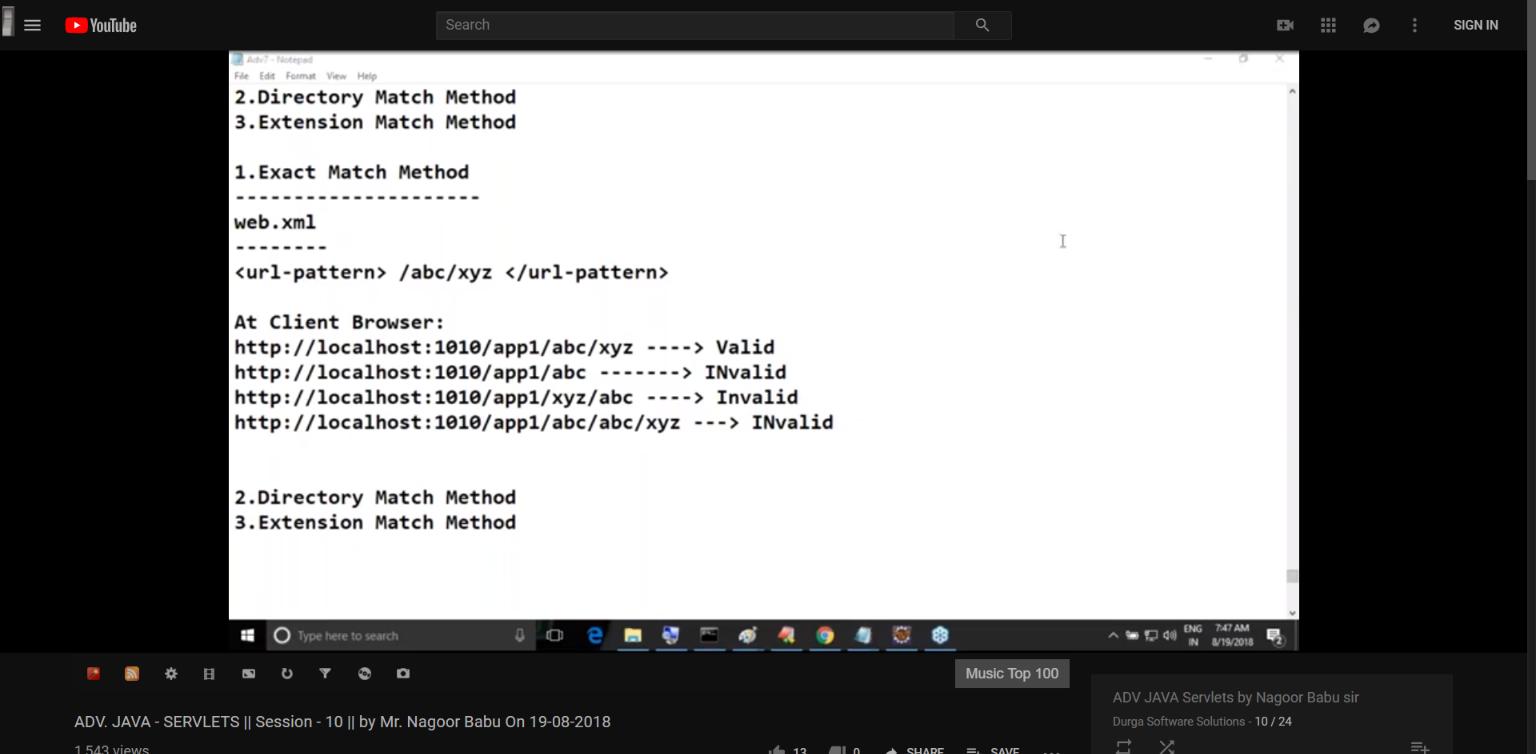 YouTube
Search
SIGN IN
Adv7 - Notepad
File Edit Format View Help
2.Directory Match Method
3.Extension Match Method
1.Exact Match Method
---------------------
web.xml
--------
<url-pattern> /abc/xyz </url-pattern>
At Client Browser:
http://localhost:1010/app1/abc/xyz ----> Valid
http://localhost:1010/app1/abc -------> INvalid
http://localhost:1010/app1/xyz/abc ----> Invalid
http://localhost:1010/app1/abc/abc/xyz ---> INvalid
2.Directory Match Method
3.Extension Match Method
Type here to search
ENG
IN
7:47 AM
8/19/2018
2
Music Top 100
ADV. JAVA - SERVLETS || Session - 10 || by Mr. Nagoor Babu On 19-08-2018
1,543 views
13
0
SHARE
SAVE
ADV JAVA Servlets by Nagoor Babu sir
Durga Software Solutions - 10 / 24